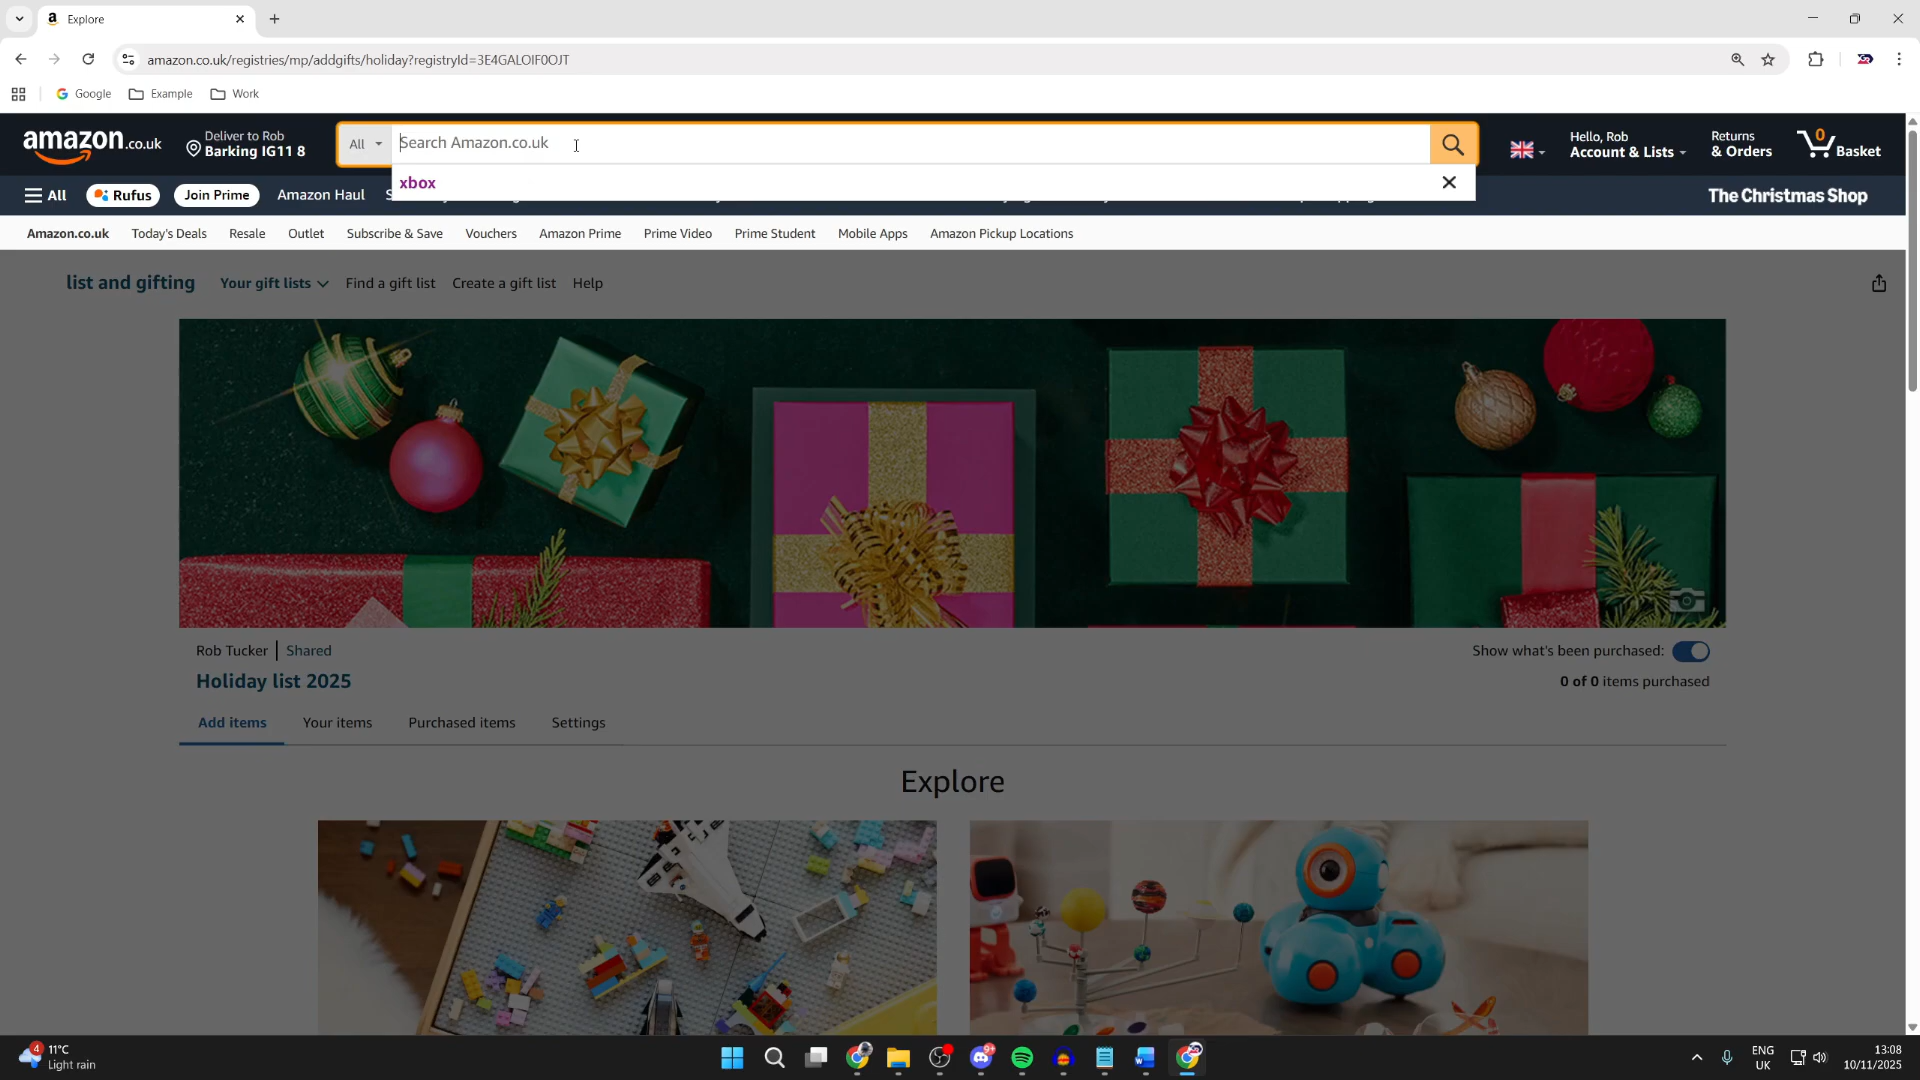 Explore
amazon.co.uk/registries/mp/addgifts/holiday?registryId=3E4GALOIF0OJT
Google
Example
Work
amazon.co.uk
Deliver to Rob
Barking IG11 8
All
Search Amazon.co.uk
Hello, Rob
Account & Lists
Returns
& Orders
0
Basket
xbox
All
Rufus
Join Prime
Amazon Haul
The Christmas Shop
Amazon.co.uk
Today's Deals
Resale
Outlet
Subscribe & Save
Vouchers
Amazon Prime
Prime Video
Prime Student
Mobile Apps
Amazon Pickup Locations
list and gifting
Your gift lists
Find a gift list
Create a gift list
Help
Rob Tucker
Shared
Show what's been purchased:
Holiday list 2025
0 of 0 items purchased
Add items
Your items
Purchased items
Settings
Explore
4
11°C
Light rain
9+
ENG
UK
13:08
10/11/2025